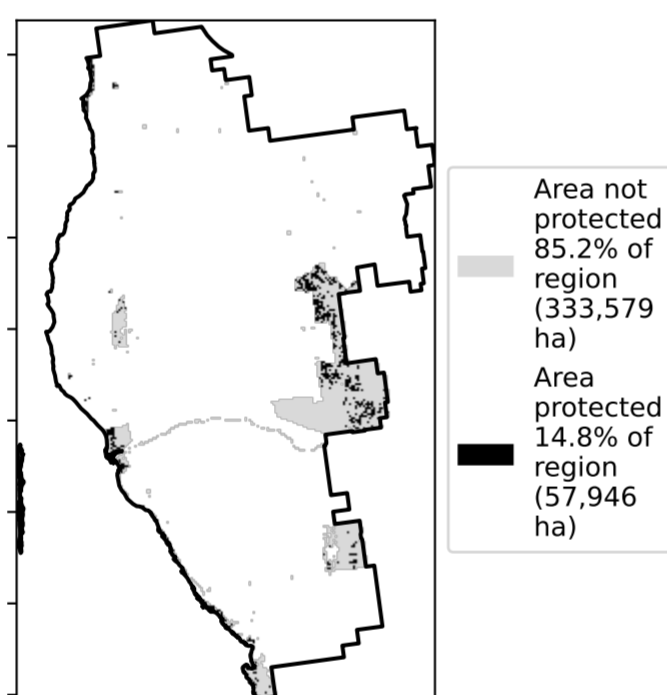 Area not
protected
85.2% of
region
(333,579
ha)
Area
protected
14.8% of
region
(57,946
ha)